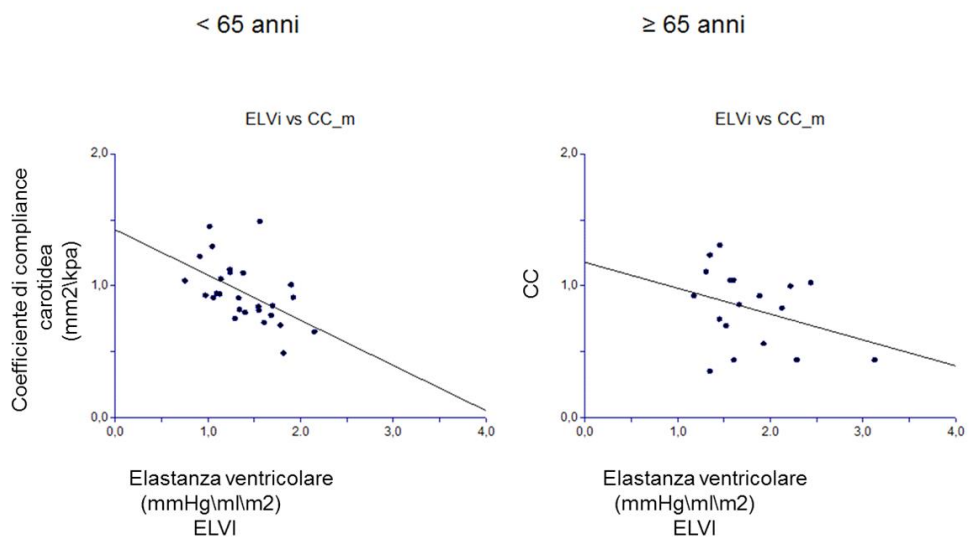 < 65 anni
≥ 65 anni
ELVi vs CC_m
ELVi vs CC_m
Coefficiente di compliance
carotidea
(mm2\kpa)
2,0
1,0
0,0
0,0
1,0
2,0
3,0
4,0
CC
2,0
1,0
0,0
0,0
1,0
2,0
3,0
4,0
Elastanza ventricolare
(mmHg\ml\m2)
ELVI
Elastanza ventricolare
(mmHg\ml\m2)
ELVI